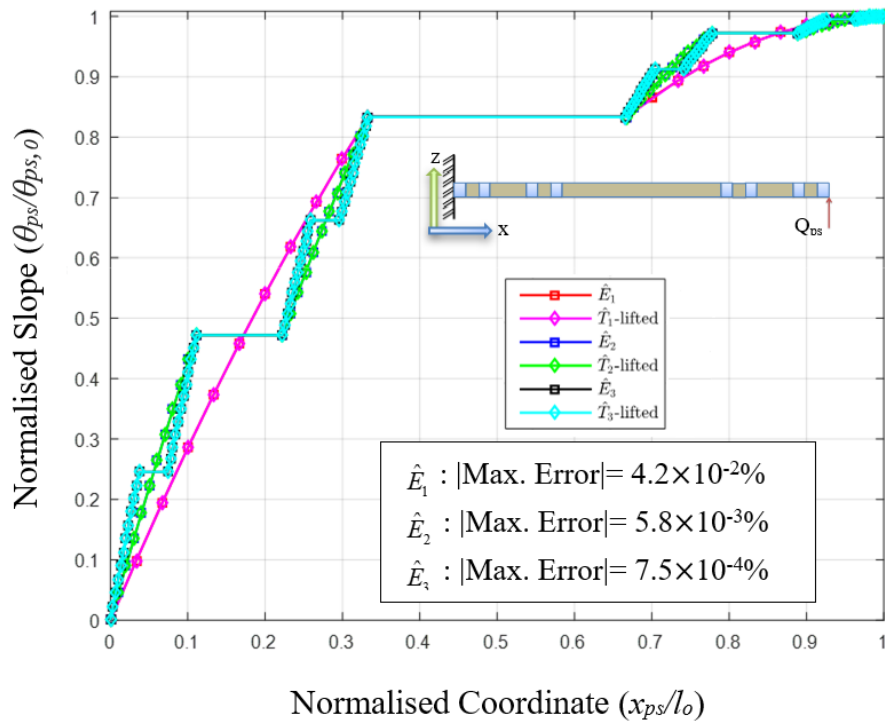 1
0.9
0.8
0.7
0.6
0.5
0.4
0.3
0.2
0.1
0
0 0.1 0.2 0.3 0.4 0.5 0.6 0.7 0.8 0.9 1
Normalised Slope (θps/θps,o)
Normalised Coordinate (xps/lo)
z
x
Qps
Ê1
T̂1-lifted
Ê2
T̂2-lifted
Ê3
T̂3-lifted
Ê1 : |Max. Error|= 4.2×10-2%
Ê2 : |Max. Error|= 5.8×10-3%
Ê3 : |Max. Error|= 7.5×10-4%